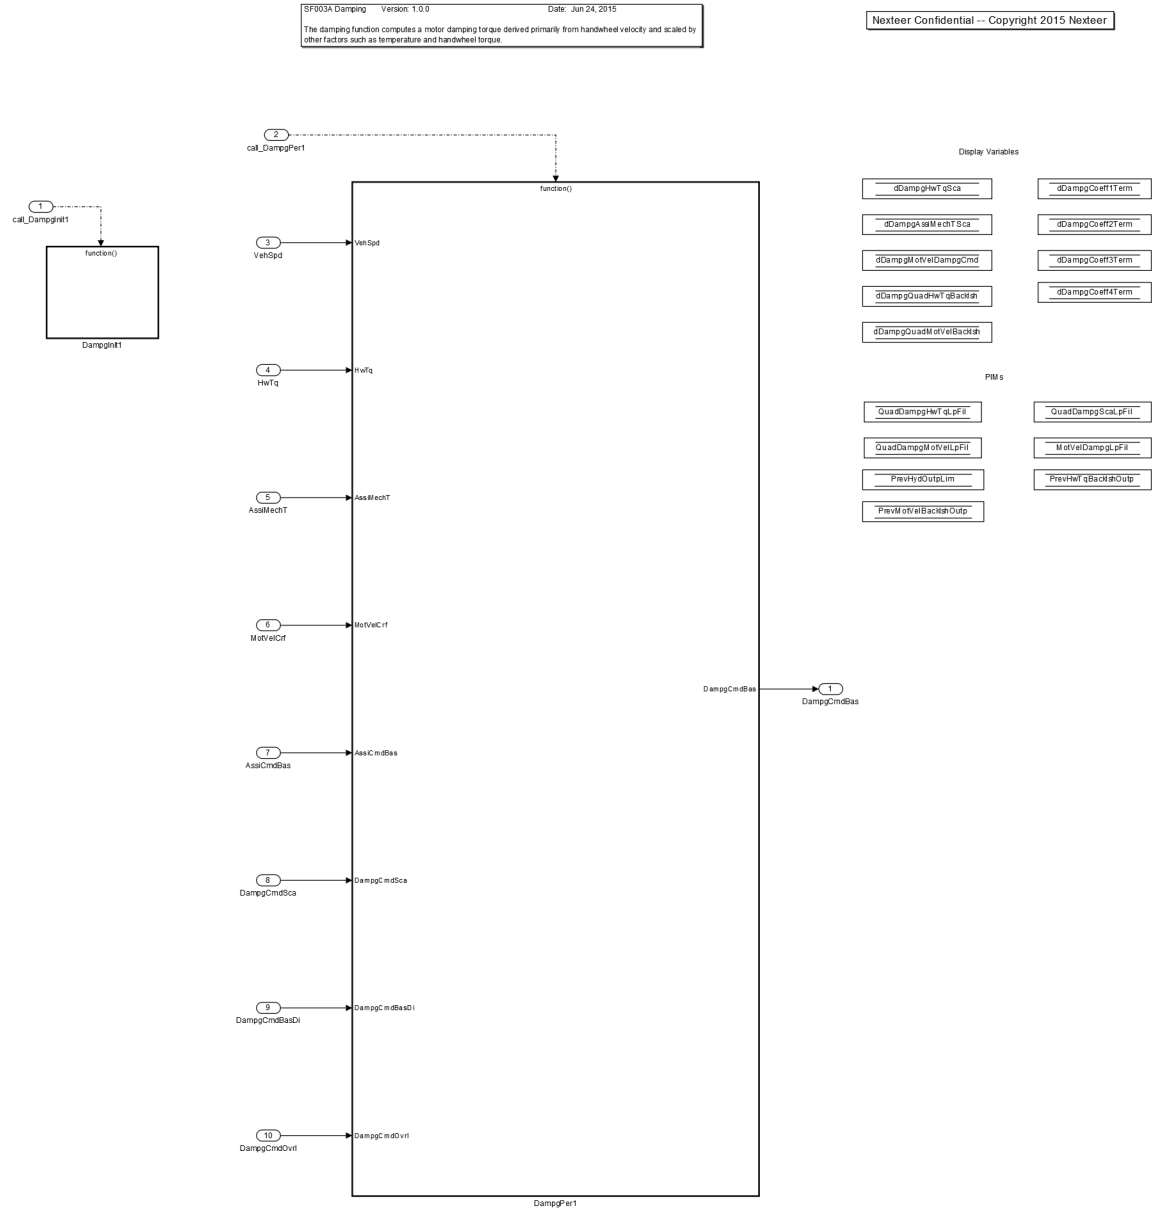 SF003A Damping Version: 1.0.0 Date: Jun 24, 2015
The damping function computes a motor damping torque derived primarily from handwheel velocity and scaled by
other factors such as temperature and handwheel torque.
Nexteer Confidential -- Copyright 2015 Nexteer
2
call_DampgPer1
1
call_DampgInit1
function()
DampgInit1
function()
3
VehSpd
VehSpd
4
HwTq
HwTq
5
AssiMechT
AssiMechT
6
MotVelCrf
MotVelCrf
7
AssiCmdBas
AssiCmdBas
8
DampgCmdSca
DampgCmdSca
9
DampgCmdBasDi
DampgCmdBasDi
10
DampgCmdOvrl
DampgCmdOvrl
DampgCmdBas
1
DampgCmdBas
DampgPer1
Display Variables
dDampgHwTqSca
dDampgCoeff1Term
dDampgAssiMechTSca
dDampgCoeff2Term
dDampgMotVelDampgCmd
dDampgCoeff3Term
dDampgQuadHwTqBacklsh
dDampgCoeff4Term
dDampgQuadMotVelBacklsh
PIMs
QuadDampgHwTqLpFil
QuadDampgScaLpFil
QuadDampgMotVelLpFil
MotVelDampgLpFil
PrevHydOutpLim
PrevHwTqBacklshOutp
PrevMotVelBacklshOutp